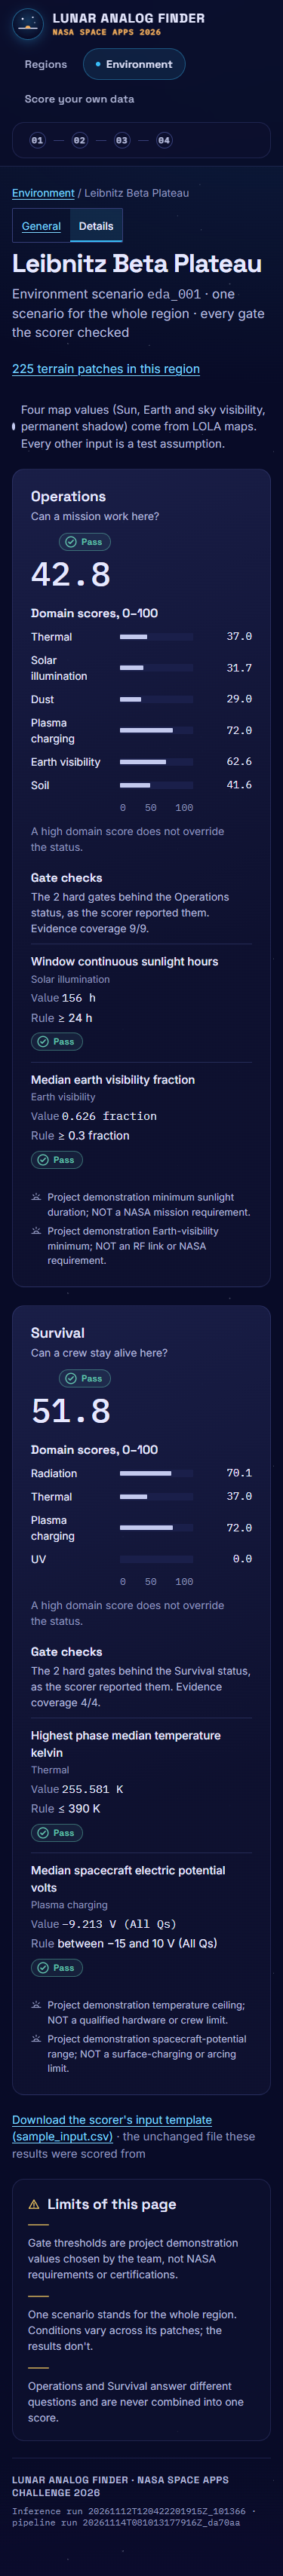 LUNAR ANALOG FINDER
NASA SPACE APPS 2026
Regions
Environment
Score your own data
01 — 02 — 03 — 04
Environment / Leibnitz Beta Plateau
General
Details
Leibnitz Beta Plateau
Environment scenario eda_001 · one
scenario for the whole region · every gate
the scorer checked
225 terrain patches in this region
Four map values (Sun, Earth and sky visibility,
permanent shadow) come from LOLA maps.
Every other input is a test assumption.
Operations
Can a mission work here?
Pass
42.8
Domain scores, 0–100
Thermal 37.0
Solar
illumination 31.7
Dust 29.0
Plasma
charging 72.0
Earth visibility 62.6
Soil 41.6
0 50 100
A high domain score does not override
the status.
Gate checks
The 2 hard gates behind the Operations
status, as the scorer reported them.
Evidence coverage 9/9.
Window continuous sunlight hours
Solar illumination
Value 156 h
Rule ≥ 24 h
Pass
Median earth visibility fraction
Earth visibility
Value 0.626 fraction
Rule ≥ 0.3 fraction
Pass
Project demonstration minimum sunlight
duration; NOT a NASA mission requirement.
Project demonstration Earth-visibility
minimum; NOT an RF link or NASA
requirement.
Survival
Can a crew stay alive here?
Pass
51.8
Domain scores, 0–100
Radiation 70.1
Thermal 37.0
Plasma
charging 72.0
UV 0.0
0 50 100
A high domain score does not override
the status.
Gate checks
The 2 hard gates behind the Survival status,
as the scorer reported them. Evidence
coverage 4/4.
Highest phase median temperature
kelvin
Thermal
Value 255.581 K
Rule ≤ 390 K
Pass
Median spacecraft electric potential
volts
Plasma charging
Value −9.213 V (All Qs)
Rule between −15 and 10 V (All Qs)
Pass
Project demonstration temperature ceiling;
NOT a qualified hardware or crew limit.
Project demonstration spacecraft-potential
range; NOT a surface-charging or arcing
limit.
Download the scorer's input template
(sample_input.csv) · the unchanged file these
results were scored from
Limits of this page
Gate thresholds are project demonstration
values chosen by the team, not NASA
requirements or certifications.
One scenario stands for the whole region.
Conditions vary across its patches; the
results don't.
Operations and Survival answer different
questions and are never combined into one
score.
LUNAR ANALOG FINDER · NASA SPACE APPS
CHALLENGE 2026
Inference run 20261112T120422201915Z_101366 ·
pipeline run 20261114T081013177916Z_da70aa